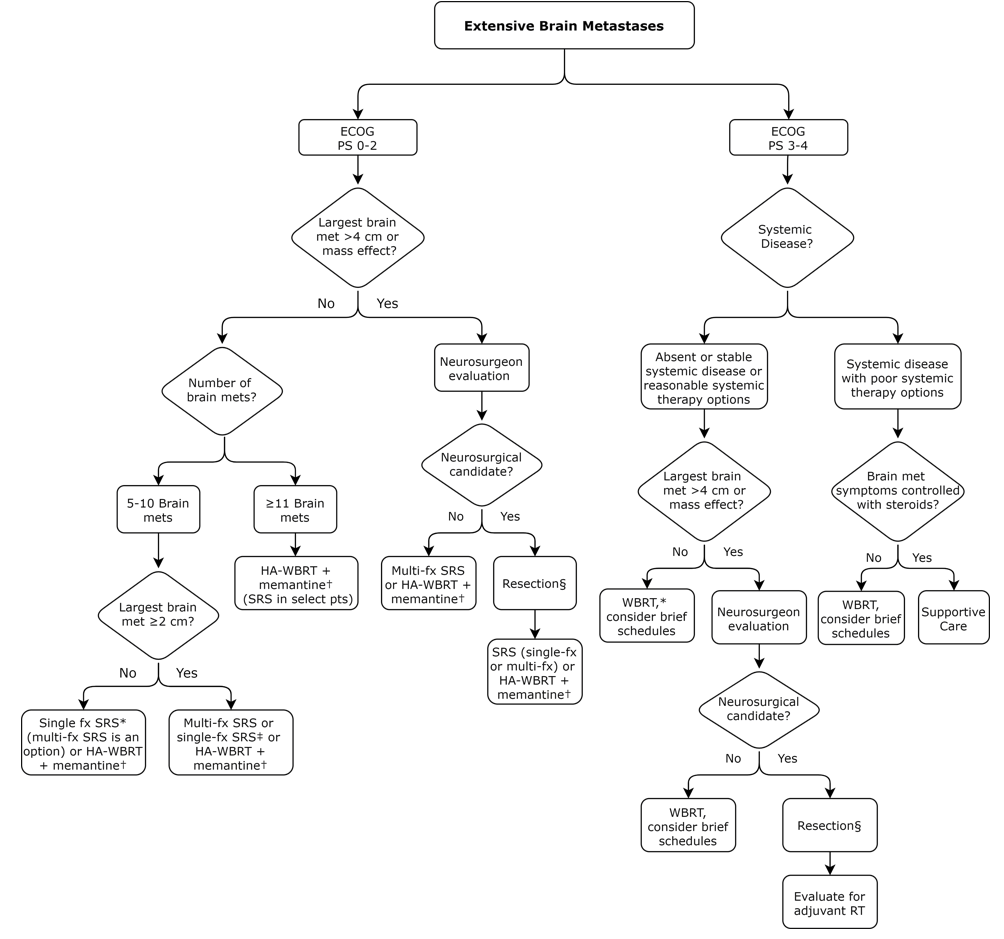 Extensive Brain Metastases
ECOG
PS 0-2
ECOG
PS 3-4
Largest brain
met >4 cm or
mass effect?
Systemic
Disease?
No
Yes
Number of
brain mets?
Neurosurgeon
evaluation
Absent or stable
systemic disease or
reasonable systemic
therapy options
Systemic disease
with poor systemic
therapy options
Neurosurgical
candidate?
Largest brain
met >4 cm or
mass effect?
Brain met
symptoms controlled
with steroids?
5-10 Brain
mets
≥11 Brain
mets
No
Yes
No
Yes
No
Yes
HA-WBRT +
memantine†
(SRS in select pts)
Multi-fx SRS
or HA-WBRT +
memantine†
Resection§
WBRT,*
consider brief
schedules
Neurosurgeon
evaluation
WBRT,
consider brief
schedules
Supportive
Care
Largest brain
met ≥2 cm?
SRS (single-fx
or multi-fx) or
HA-WBRT +
memantine†
No
Yes
Neurosurgical
candidate?
Single fx SRS*
(multi-fx SRS is an
option) or HA-WBRT
+ memantine†
Multi-fx SRS or
single-fx SRS‡ or
HA-WBRT +
memantine†
No
Yes
WBRT,
consider brief
schedules
Resection§
Evaluate for
adjuvant RT